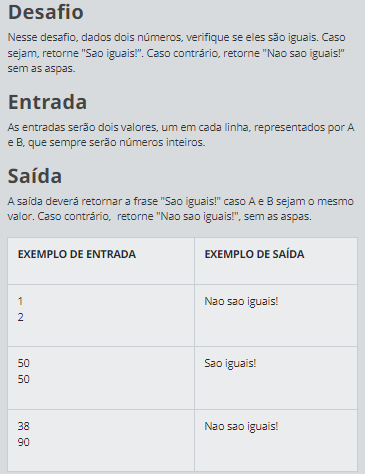 Desafio
Nesse desafio, dados dois números, verifique se eles são iguais. Caso
sejam, retorne "Sao iguais!". Caso contrário, retorne "Nao sao iguais!"
sem as aspas.
Entrada
As entradas serão dois valores, um em cada linha, representados por A
e B, que sempre serão números inteiros.
Saída
A saída deverá retornar a frase "Sao iguais!" caso A e B sejam o mesmo
valor. Caso contrário, retorne "Nao sao iguais!", sem as aspas.
EXEMPLO DE ENTRADA
EXEMPLO DE SAÍDA
1
2
Nao sao iguais!
50
50
Sao iguais!
38
90
Nao sao iguais!